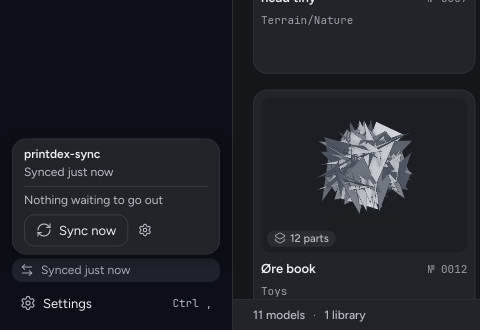 Terrain/Nature
printdex-sync
Synced just now
Nothing waiting to go out
Sync now
Synced just now
Settings
Ctrl ,
12 parts
Øre book
№ 0012
Toys
11 models · 1 library